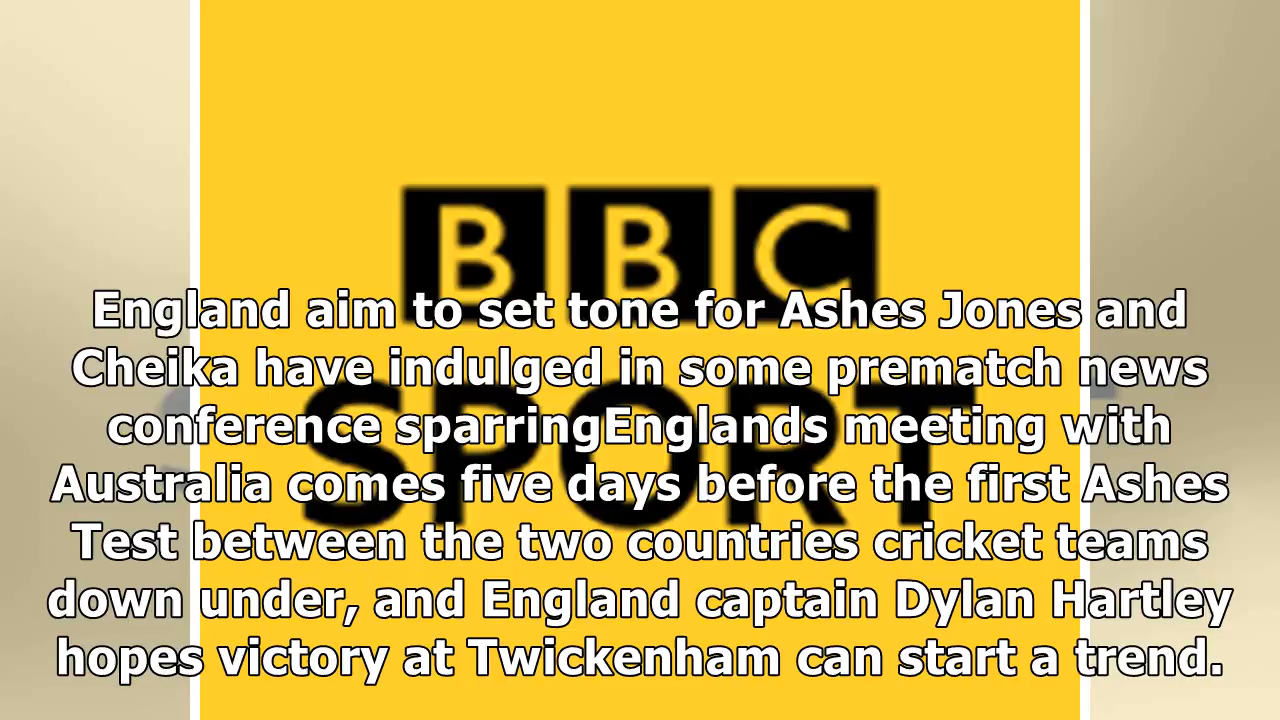 BBC
SPORT
England aim to set tone for Ashes Jones and
Cheika have indulged in some prematch news
conference sparringEnglands meeting with
Australia comes five days before the first Ashes
Test between the two countries cricket teams
down under, and England captain Dylan Hartley
hopes victory at Twickenham can start a trend.